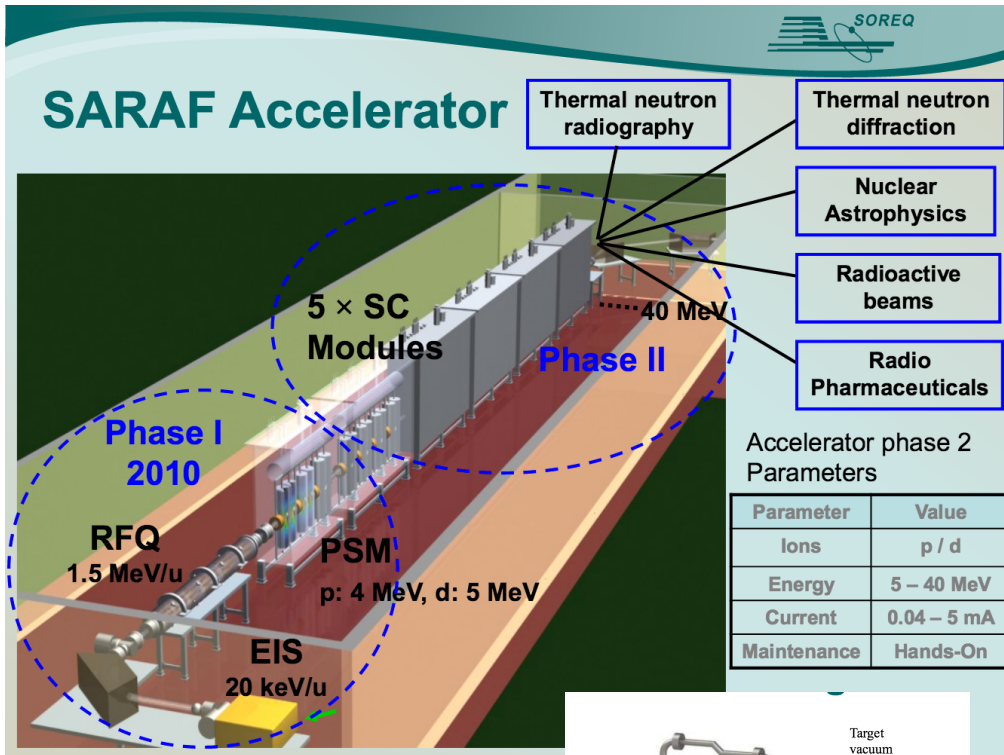 SOREQ
SARAF Accelerator
Thermal neutron
radiography
Thermal neutron
diffraction
Nuclear
Astrophysics
Radioactive
beams
Radio
Pharmaceuticals
5 × SC
Modules
40 MeV
Phase II
Phase I
2010
RFQ
1.5 MeV/u
PSM
p: 4 MeV, d: 5 MeV
EIS
20 keV/u
Accelerator phase 2
Parameters
Parameter Value
Ions p / d
Energy 5 – 40 MeV
Current 0.04 – 5 mA
Maintenance Hands-On
Target
vacuum